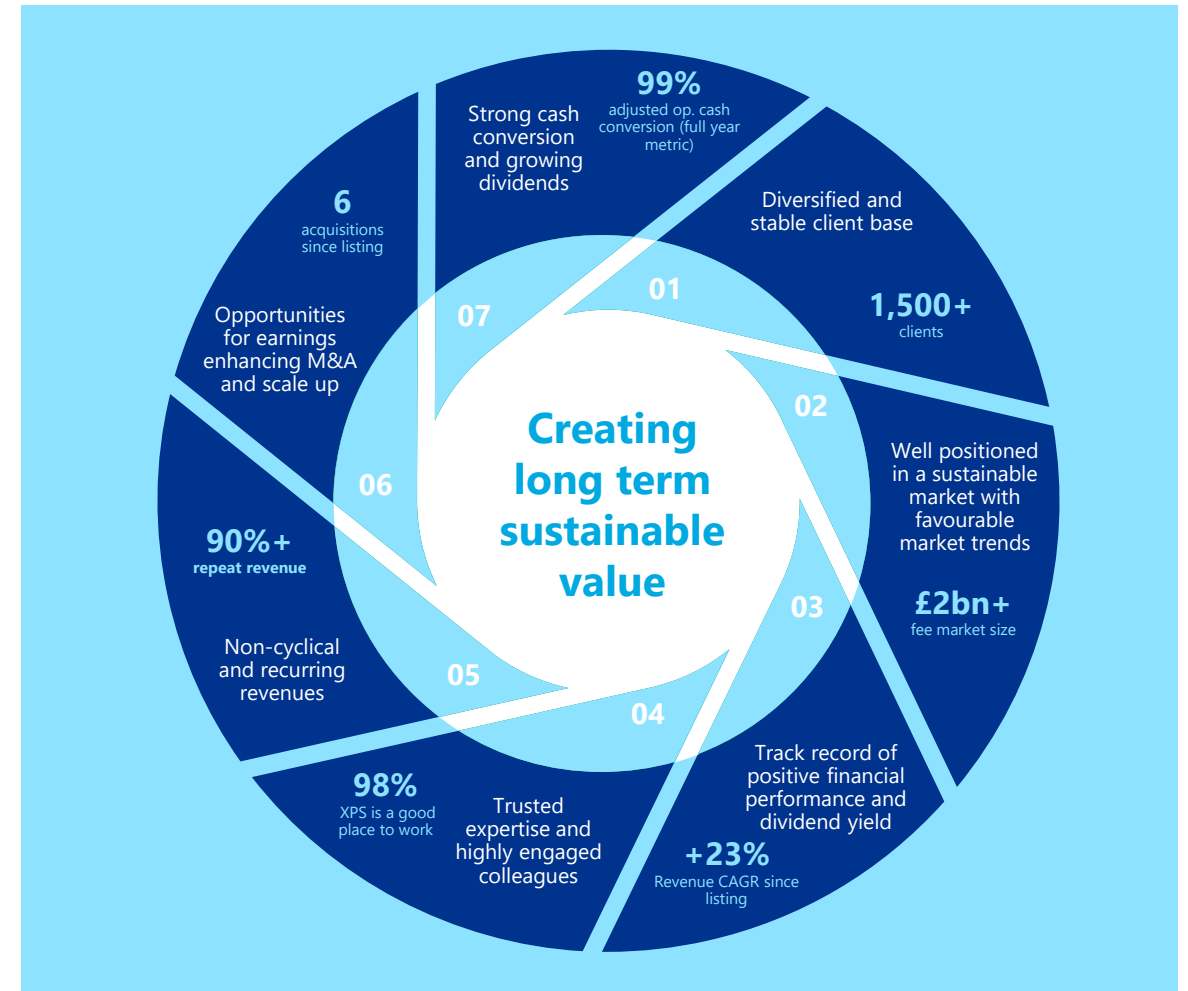 Creating
long term
sustainable
value
01
Diversified and
stable client base
1,500+
clients
02
Well positioned
in a sustainable
market with
favourable
market trends
£2bn+
fee market size
03
Track record of
positive financial
performance and
dividend yield
+23%
Revenue CAGR since
listing
04
Trusted
expertise and
highly engaged
colleagues
98%
XPS is a good
place to work
05
90%+
repeat revenue
Non-cyclical
and recurring
revenues
06
6
acquisitions
since listing
Opportunities
for earnings
enhancing M&A
and scale up
07
Strong cash
conversion
and growing
dividends
99%
adjusted op. cash
conversion (full year
metric)